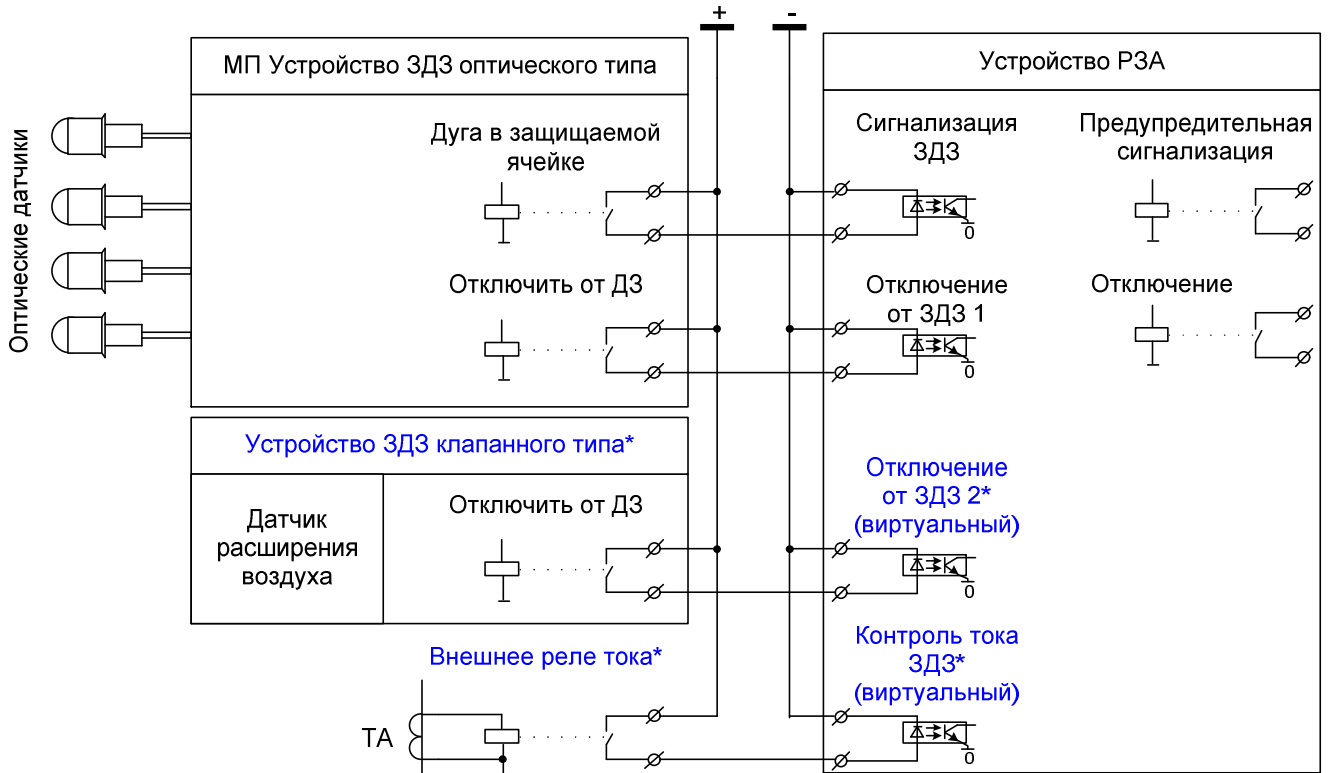 +
-
МП Устройство ЗДЗ оптического типа
Устройство РЗА
Оптические датчики
Дуга в защищаемой
ячейке
Сигнализация
ЗДЗ
Предупредительная
сигнализация
0
Отключить от ДЗ
Отключение
от ЗДЗ 1
Отключение
0
Устройство ЗДЗ клапанного типа*
Датчик
расширения
воздуха
Отключить от ДЗ
Отключение
от ЗДЗ 2*
(виртуальный)
0
Внешнее реле тока*
Контроль тока
ЗДЗ*
(виртуальный)
ТА
0